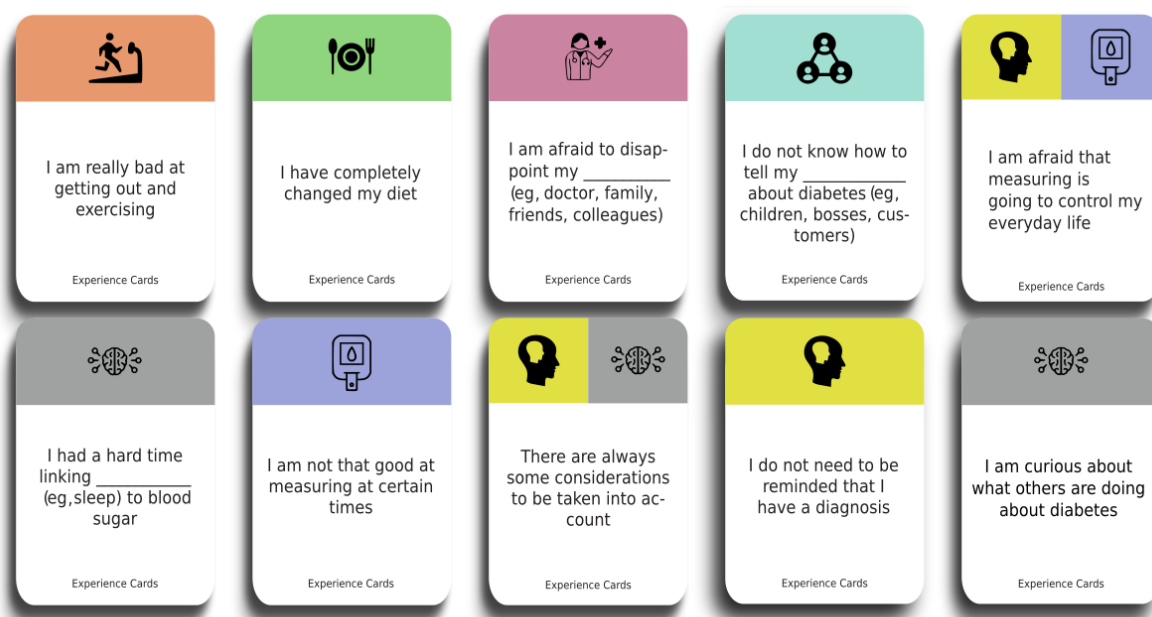 I am really bad at
getting out and
exercising
Experience Cards
I have completely
changed my diet
Experience Cards
I am afraid to disap-
point my ___________
(eg, doctor, family,
friends, colleagues)
Experience Cards
I do not know how to
tell my _____________
about diabetes (eg,
children, bosses, cus-
tomers)
Experience Cards
I am afraid that
measuring is
going to control my
everyday life
Experience Cards
I had a hard time
linking ____________
(eg,sleep) to blood
sugar
Experience Cards
I am not that good at
measuring at certain
times
Experience Cards
There are always
some considerations
to be taken into ac-
count
Experience Cards
I do not need to be
reminded that I
have a diagnosis
Experience Cards
I am curious about
what others are doing
about diabetes
Experience Cards